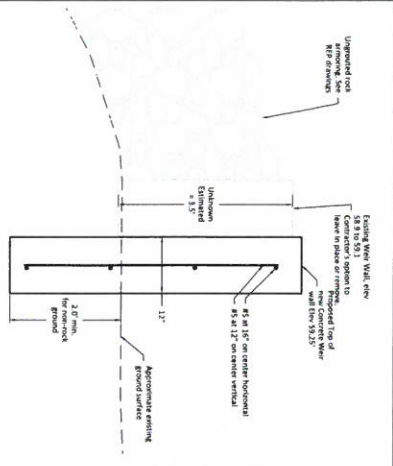 Ungrouted rock
armoring. See
REP drawings
Unknown
Estimated
≈ 3.5'
Existing Weir Wall, elev
58.9 to 59.1
Contractor's option to
leave in place or remove.
Proposed Top of
new Concrete Weir
wall Elev 59.25'
#5 at 16" on center horizontal
#5 at 12" on center vertical
12"
2.0' min.
for non-rock
ground
Approximate existing
ground surface